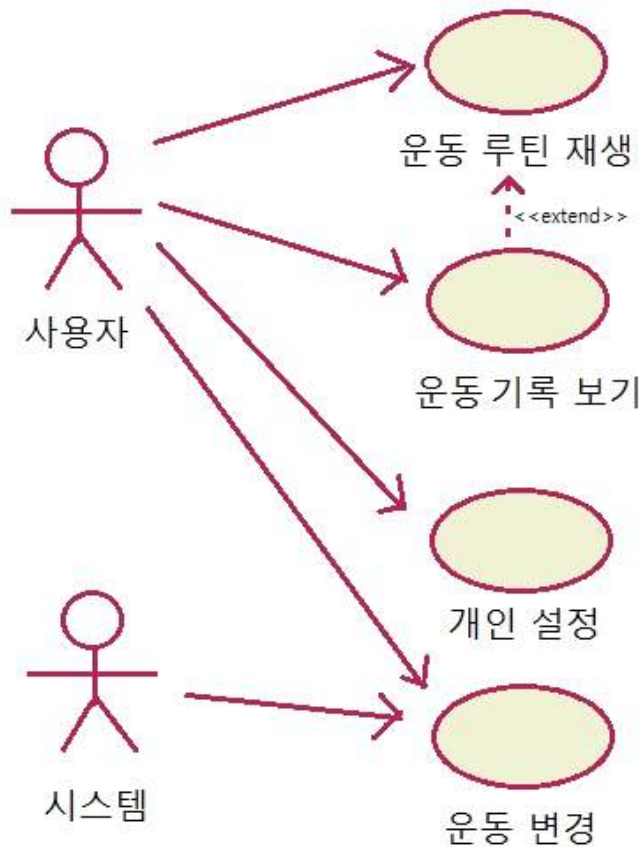 운동 루틴 재생
<<extend>>
사용자
운동 기록 보기
개인 설정
시스템
운동 변경